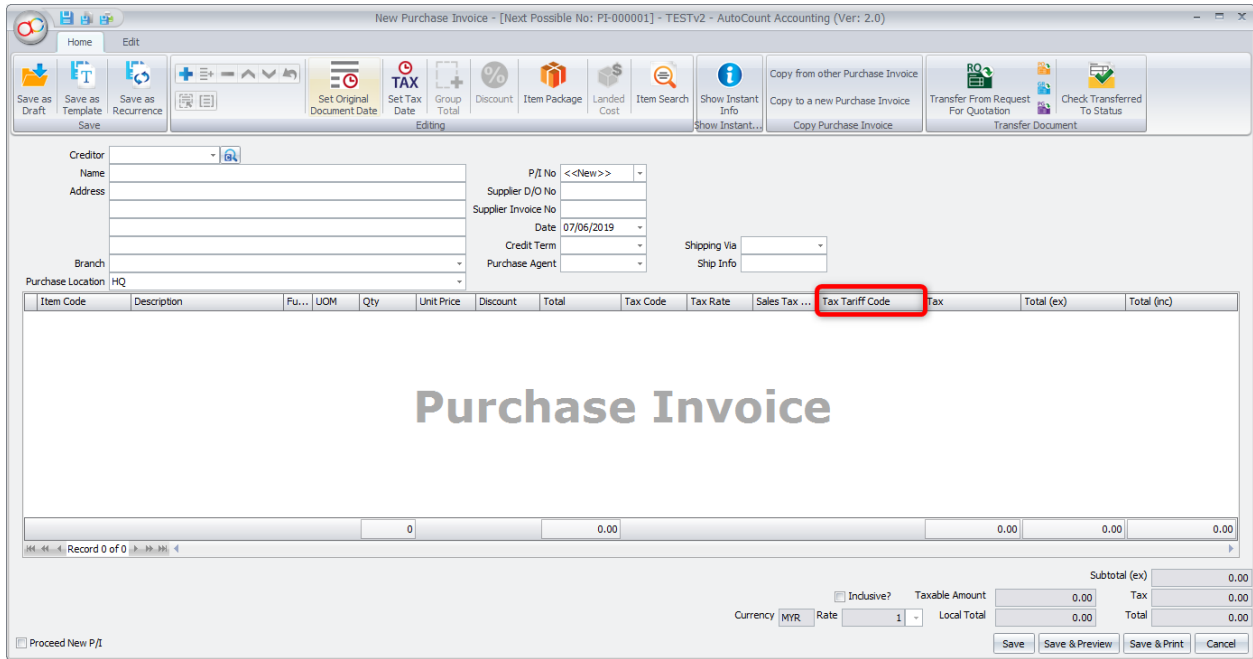 New Purchase Invoice - [Next Possible No: PI-000001] - TESTv2 - AutoCount Accounting (Ver: 2.0)
Home Edit
Save as Draft
Save as Template
Save as Recurrence
Save
Set Original Document Date
TAX
Set Tax Date
Group Total
Discount
Item Package
Landed Cost
Item Search
Editing
Show Instant Info
Show Instant...
Copy from other Purchase Invoice
Copy to a new Purchase Invoice
Copy Purchase Invoice
RQ
Transfer From Request For Quotation
Check Transferred To Status
Transfer Document
Creditor
Name
Address
Branch
Purchase Location HQ
P/I No <<New>>
Supplier D/O No
Supplier Invoice No
Date 07/06/2019
Credit Term
Purchase Agent
Shipping Via
Ship Info
Item Code Description Fu... UOM Qty Unit Price Discount Total Tax Code Tax Rate Sales Tax ... Tax Tariff Code Tax Total (ex) Total (inc)
Purchase Invoice
0 0.00 0.00 0.00 0.00
Record 0 of 0
Subtotal (ex) 0.00
Inclusive? Taxable Amount 0.00 Tax 0.00
Currency MYR Rate 1 Local Total 0.00 Total 0.00
Proceed New P/I Save Save & Preview Save & Print Cancel